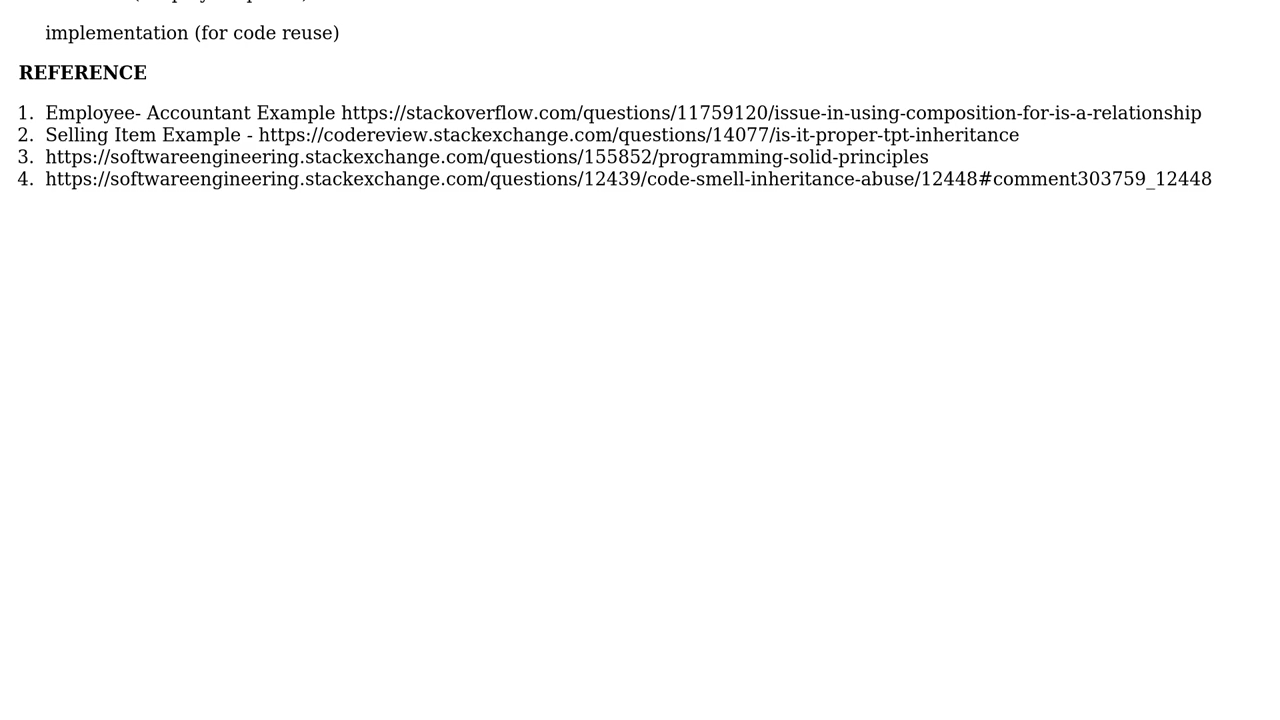 implementation (for code reuse)
REFERENCE
1. Employee- Accountant Example https://stackoverflow.com/questions/11759120/issue-in-using-composition-for-is-a-relationship
2. Selling Item Example - https://codereview.stackexchange.com/questions/14077/is-it-proper-tpt-inheritance
3. https://softwareengineering.stackexchange.com/questions/155852/programming-solid-principles
4. https://softwareengineering.stackexchange.com/questions/12439/code-smell-inheritance-abuse/12448#comment303759_12448